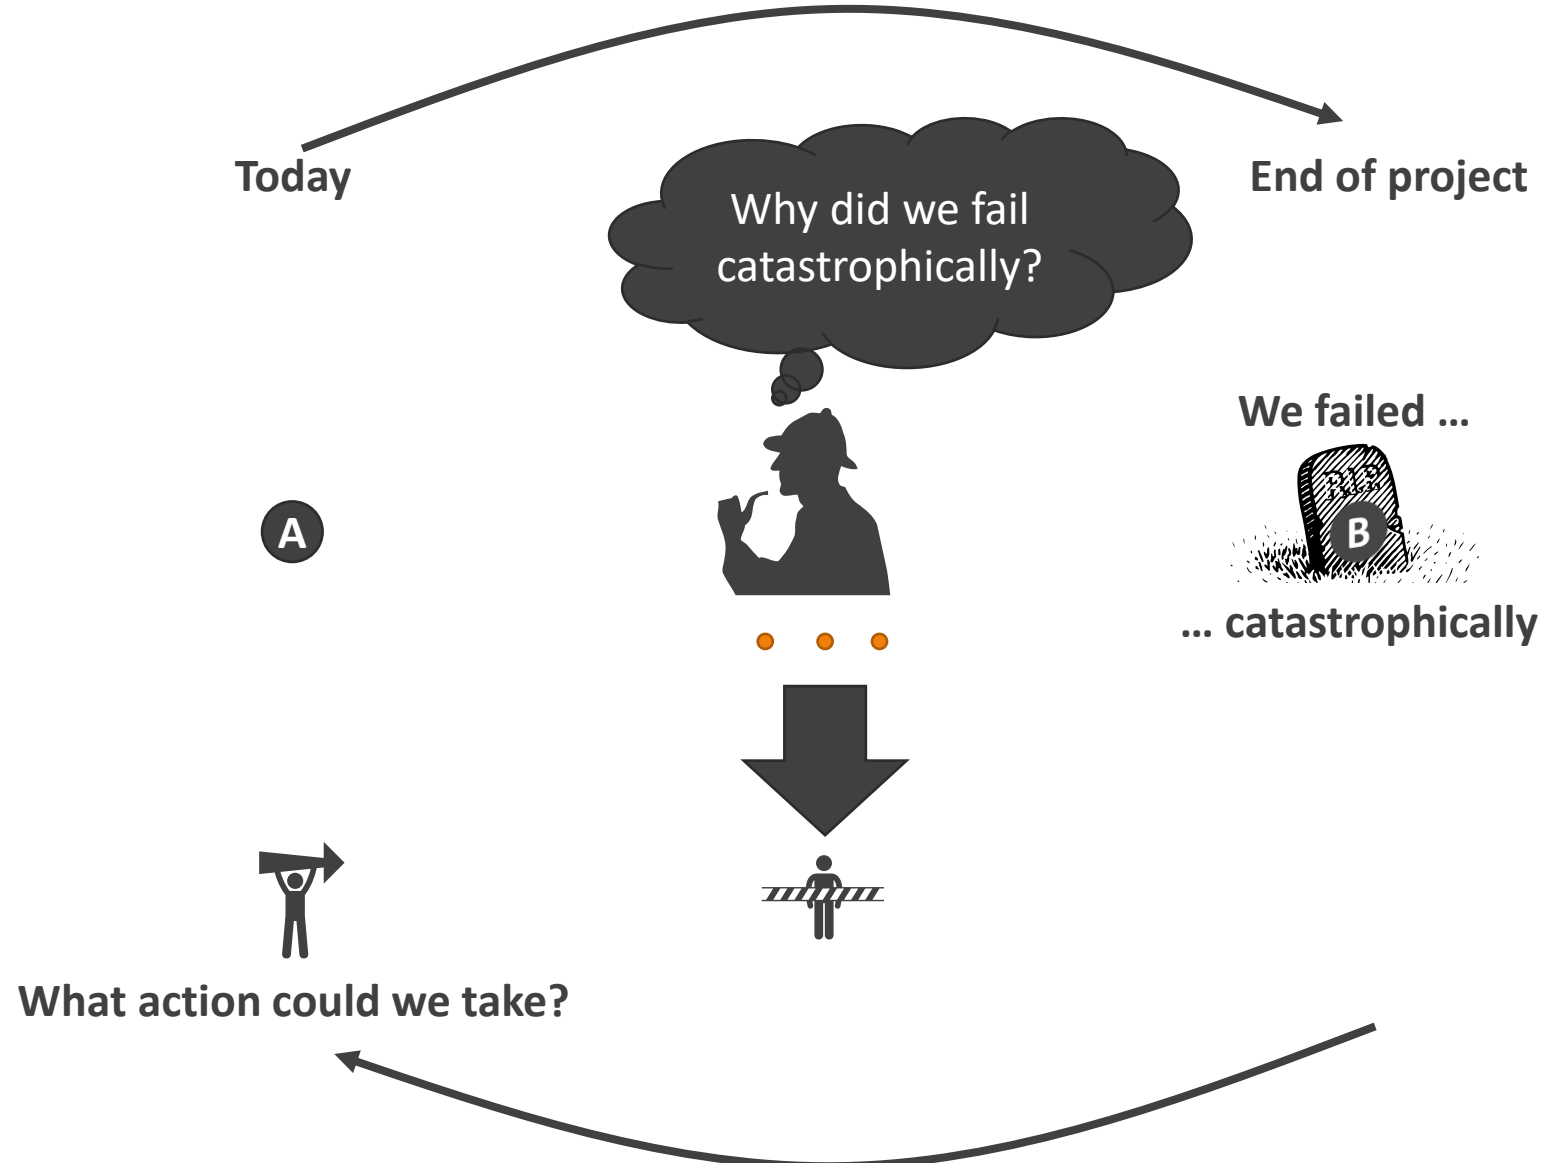 Today
End of project
Why did we fail
catastrophically?
We failed ...
RIP
A
B
... catastrophically
What action could we take?